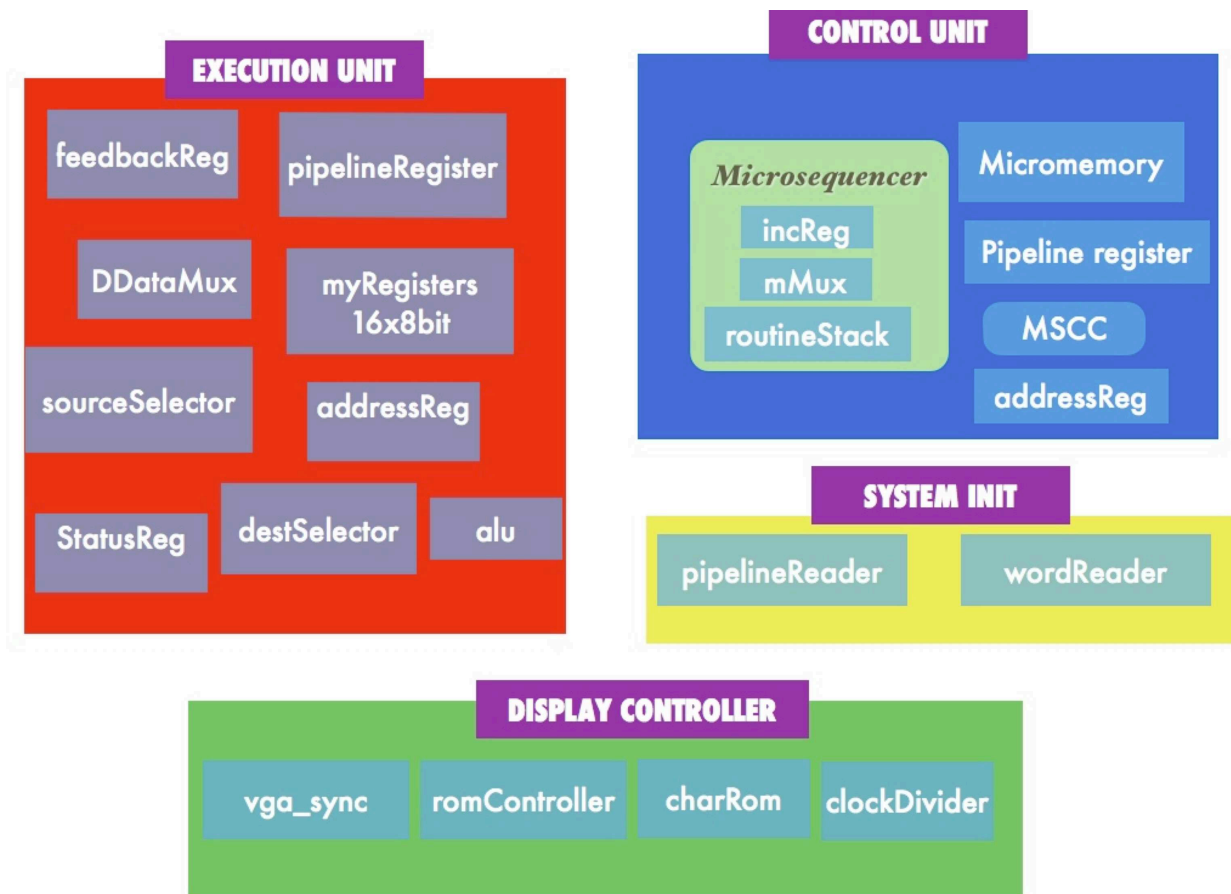 EXECUTION UNIT
feedbackReg
pipelineRegister
DDataMux
myRegisters
16x8bit
sourceSelector
addressReg
StatusReg
destSelector
alu
CONTROL UNIT
Microsequencer
incReg
mMux
routineStack
Micromemory
Pipeline register
MSCC
addressReg
SYSTEM INIT
pipelineReader
wordReader
DISPLAY CONTROLLER
vga_sync
romController
charRom
clockDivider